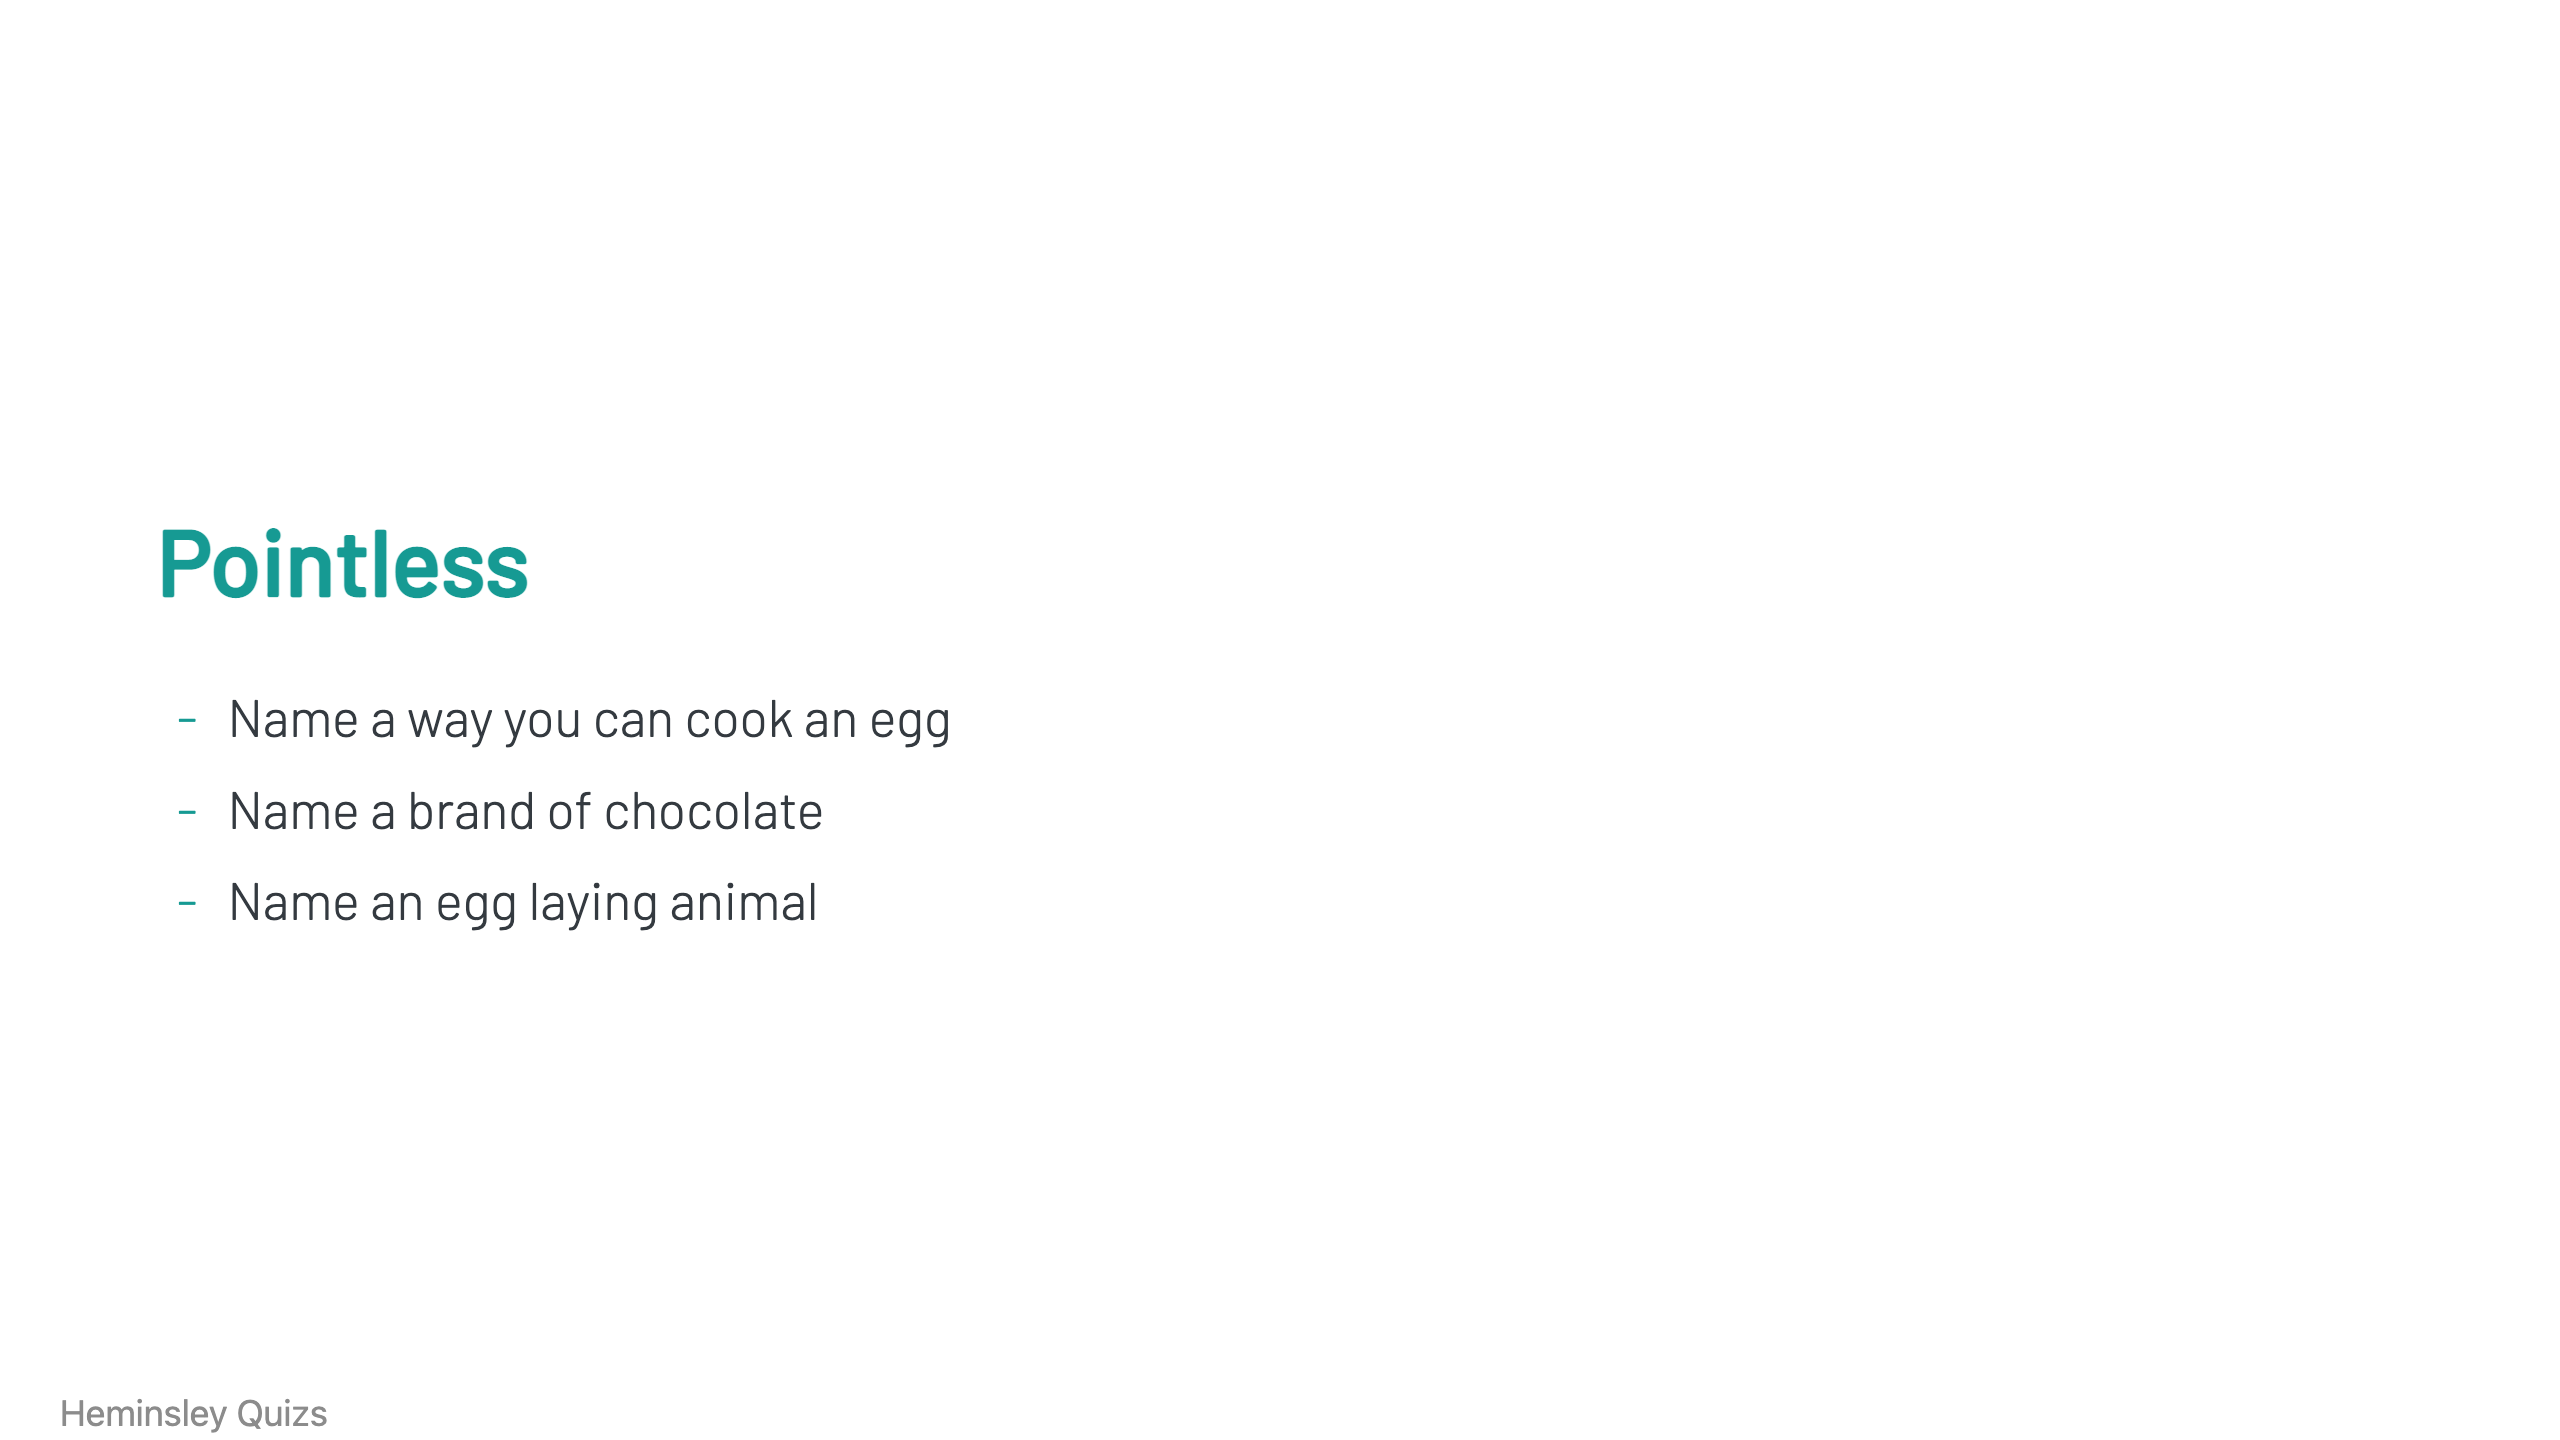 Pointless
- Name a way you can cook an egg
- Name a brand of chocolate
- Name an egg laying animal
Heminsley Quizs